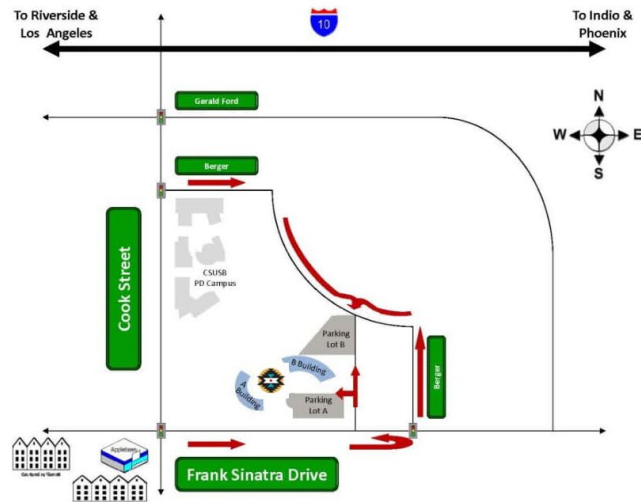 To Riverside &
Los Angeles
10
To Indio &
Phoenix
Gerald Ford
N
W
E
S
Berger
Cook Street
CSUSB
PD Campus
Parking
Lot B
B Building
A Building
Parking
Lot A
Berger
Applebees
Frank Sinatra Drive